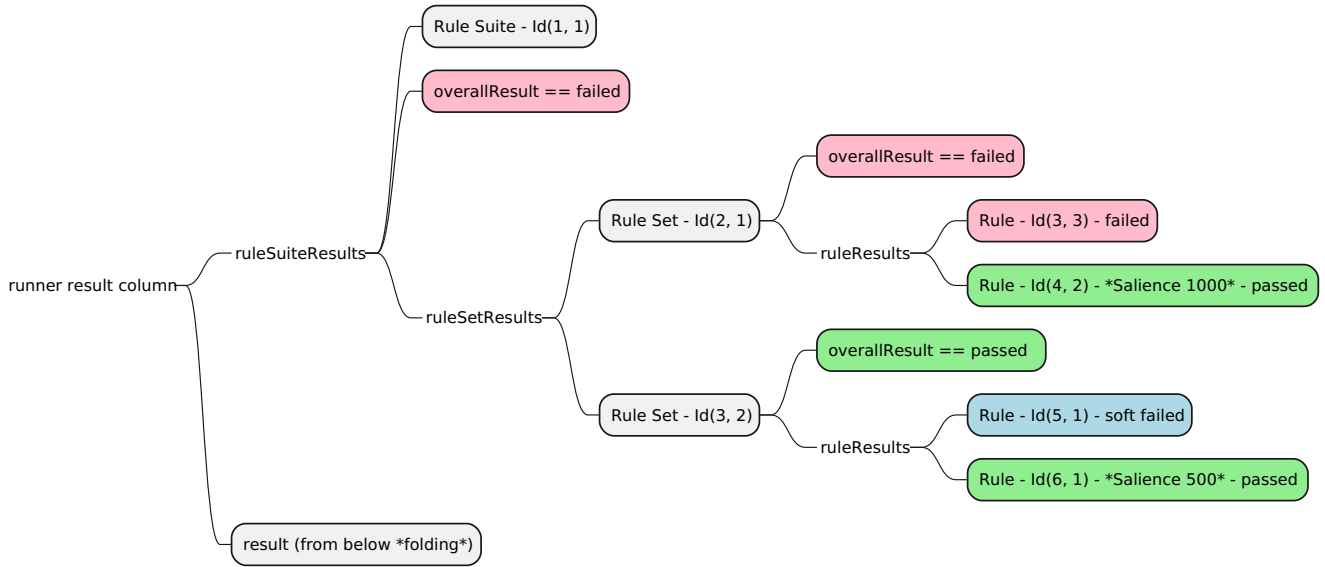 runner result column
ruleSuiteResults
Rule Suite - Id(1, 1)
overallResult == failed
ruleSetResults
Rule Set - Id(2, 1)
overallResult == failed
ruleResults
Rule - Id(3, 3) - failed
Rule - Id(4, 2) - *Salience 1000* - passed
Rule Set - Id(3, 2)
overallResult == passed
ruleResults
Rule - Id(5, 1) - soft failed
Rule - Id(6, 1) - *Salience 500* - passed
result (from below *folding*)